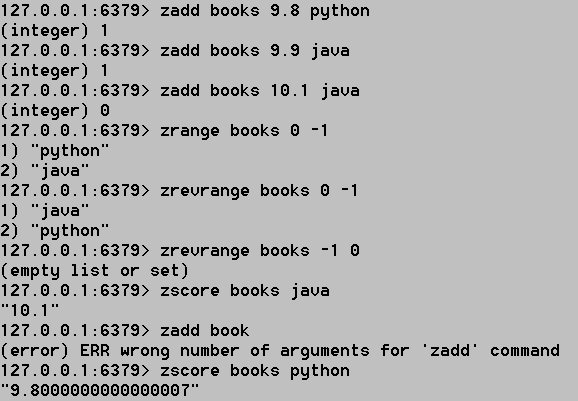 127.0.0.1:6379> zadd books 9.8 python
(integer) 1
127.0.0.1:6379> zadd books 9.9 java
(integer) 1
127.0.0.1:6379> zadd books 10.1 java
(integer) 0
127.0.0.1:6379> zrange books 0 -1
1) "python"
2) "java"
127.0.0.1:6379> zrevrange books 0 -1
1) "java"
2) "python"
127.0.0.1:6379> zrevrange books -1 0
(empty list or set)
127.0.0.1:6379> zscore books java
"10.1"
127.0.0.1:6379> zadd book
(error) ERR wrong number of arguments for 'zadd' command
127.0.0.1:6379> zscore books python
"9.8000000000000007"